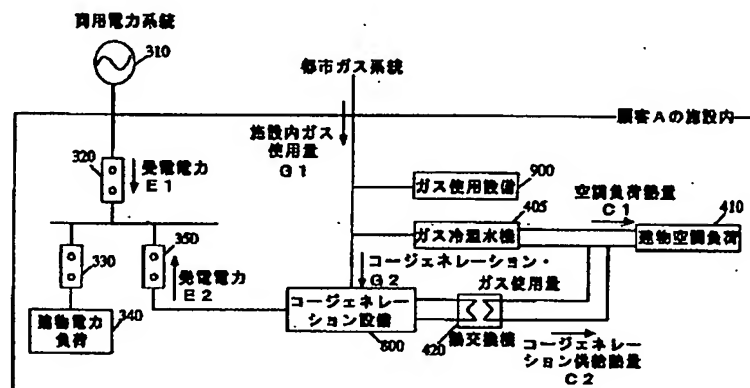 商用電力系統
310
都市ガス系統
顧客Aの施設内
施設内ガス
使用量
G1
320
受電電力
E1
ガス使用設備
900
空調負荷熱量
C1
410
ガス冷温水機
405
建物空調負荷
330
350
発電電力
E2
コージェネレーション・
G2
ガス使用量
建物電力
負荷
340
コージェネレー
ション設備
800
420
熱交換機
コージェネレー
ション供給熱量
C2